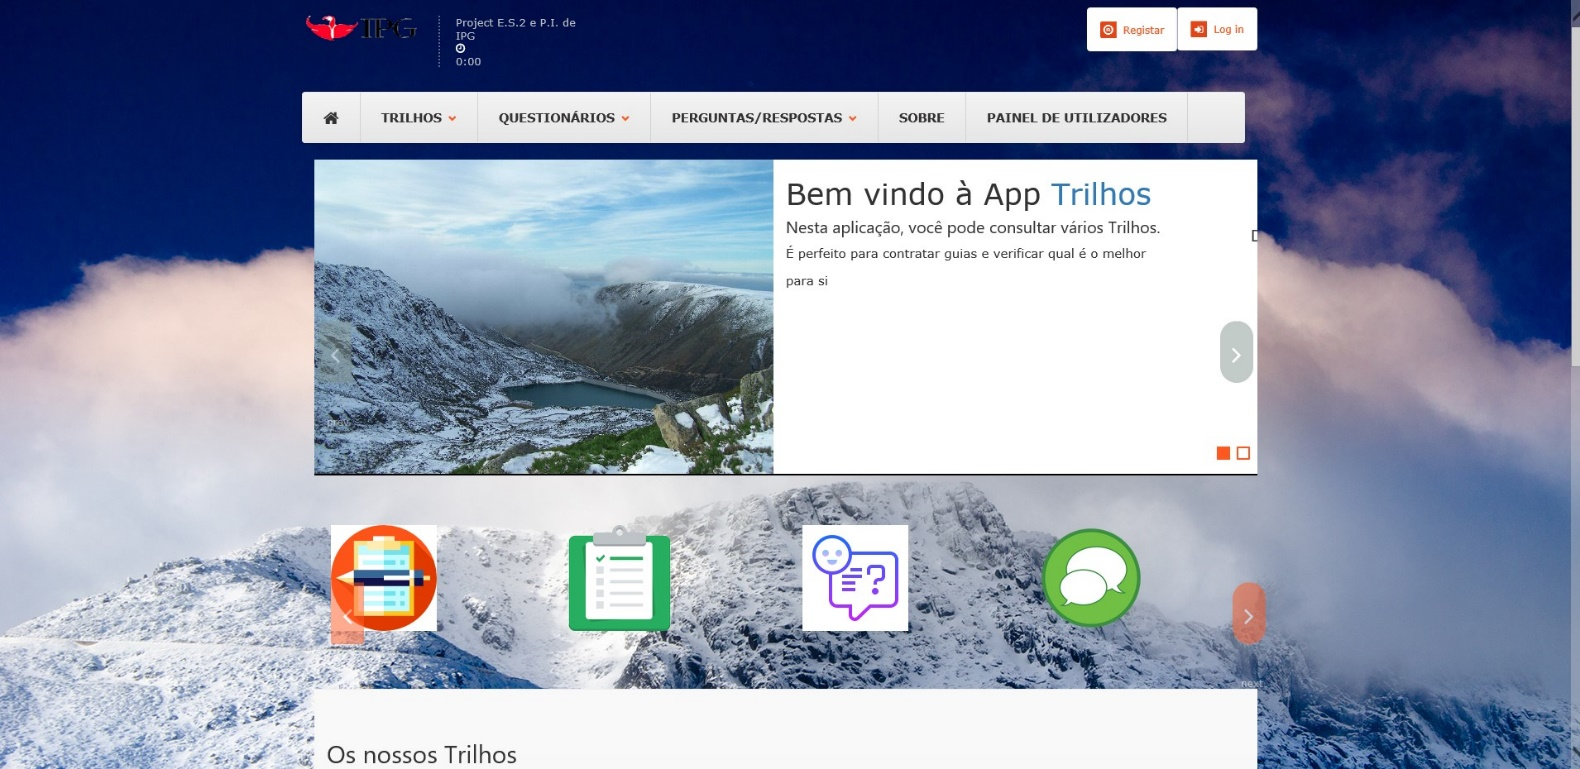 IPG
Project E.S.2 e P.I. de
IPG
0:00
Registar
Log in
TRILHOS
QUESTIONÁRIOS
PERGUNTAS/RESPOSTAS
SOBRE
PAINEL DE UTILIZADORES
Bem vindo à App Trilhos
Nesta aplicação, você pode consultar vários Trilhos.
É perfeito para contratar guias e verificar qual é o melhor
para si
?
next
Os nossos Trilhos